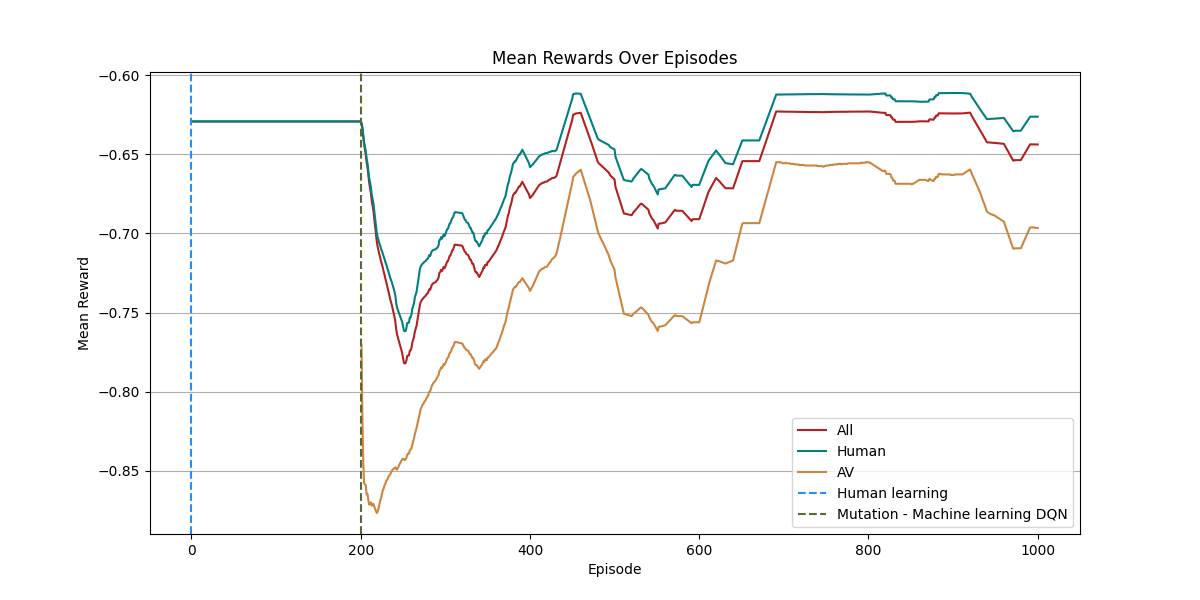 Mean Rewards Over Episodes
Mean Reward
−0.60
−0.65
−0.70
−0.75
−0.80
−0.85
0
200
400
600
800
1000
Episode
All
Human
AV
Human learning
Mutation - Machine learning DQN